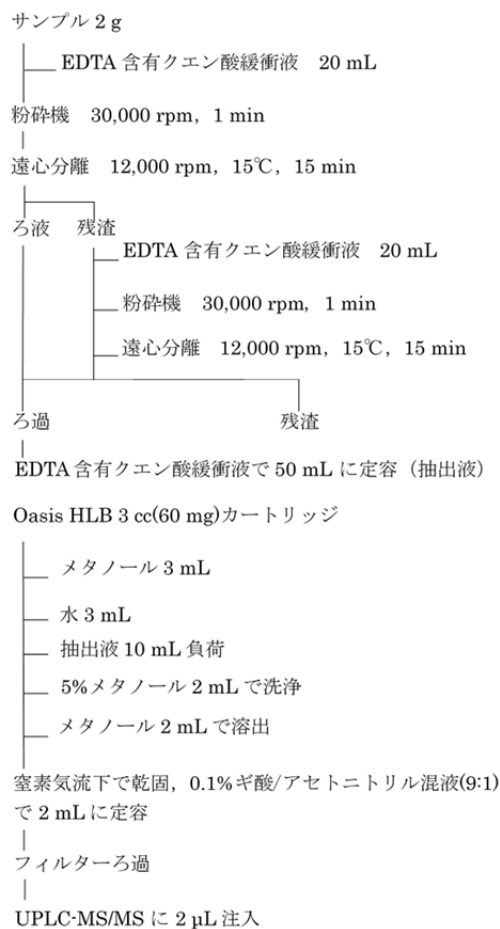 サンプル 2 g
EDTA 含有クエン酸緩衝液　20 mL
粉砕機　30,000 rpm，1 min
遠心分離　12,000 rpm，15℃，15 min
ろ液　残渣
EDTA 含有クエン酸緩衝液　20 mL
粉砕機　30,000 rpm，1 min
遠心分離　12,000 rpm，15℃，15 min
ろ過　残渣
EDTA 含有クエン酸緩衝液で 50 mL に定容（抽出液）
Oasis HLB 3 cc(60 mg)カートリッジ
メタノール 3 mL
水 3 mL
抽出液 10 mL 負荷
5%メタノール 2 mL で洗浄
メタノール 2 mL で溶出
窒素気流下で乾固，0.1%ギ酸/アセトニトリル混液(9:1)
で 2 mL に定容
フィルターろ過
UPLC-MS/MS に 2 µL 注入